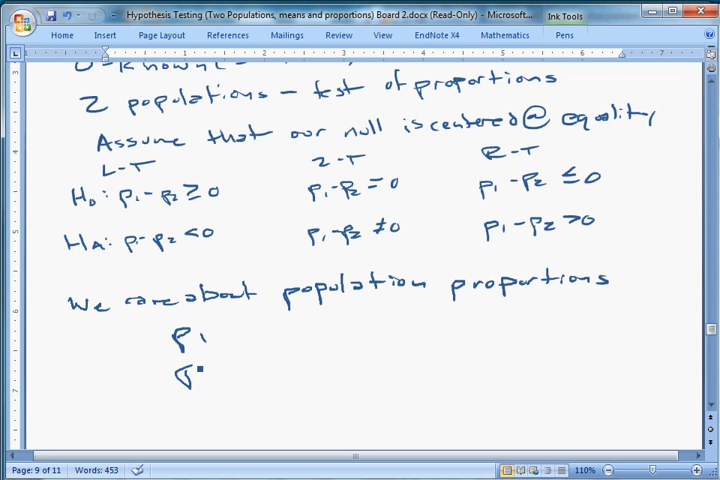 Hypothesis Testing (Two Populations, means and proportions) Board 2.docx (Read-Only) - Microsoft...
Ink Tools
Home Insert Page Layout References Mailings Review View EndNote X4 Mathematics Pens
2 populations - test of proportions
Assume that our null is centered @ equality
L-T 2-T R-T
H0: p1-p2 ≥ 0 p1-p2 = 0 p1-p2 ≤ 0
HA: p1-p2 < 0 p1-p2 ≠ 0 p1-p2 > 0
We care about population proportions
p1
Page: 9 of 11 Words: 453 110%